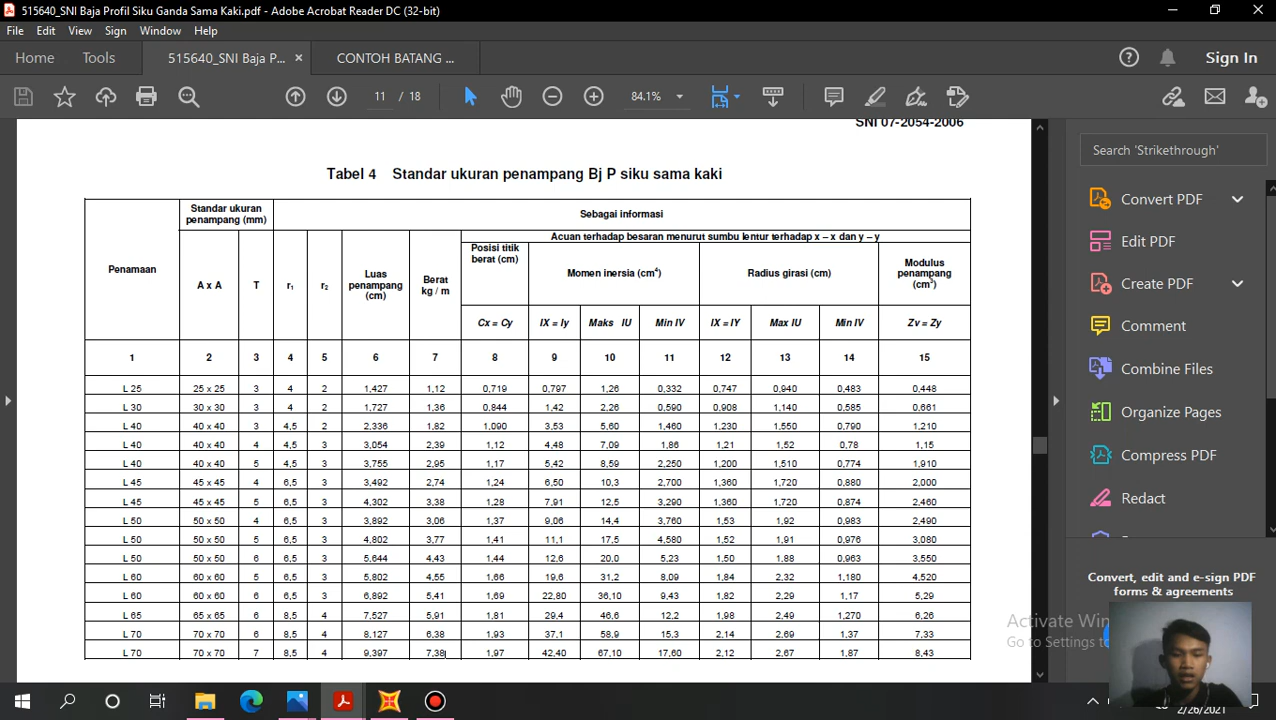 515640_SNI Baja Profil Siku Ganda Sama Kaki.pdf - Adobe Acrobat Reader DC (32-bit)
File Edit View Sign Window Help
Home Tools 515640_SNI Baja P... × CONTOH BATANG ... Sign In
11 / 18 84.1%
SNI 07-2054-2006
Search 'Strikethrough'
Tabel 4 Standar ukuran penampang Bj P siku sama kaki
Penamaan
Standar ukuran
penampang (mm)
Sebagai informasi
A x A T r1 r2
Luas
penampang
(cm)
Berat
kg / m
Acuan terhadap besaran menurut sumbu lentur terhadap x – x dan y – y
Posisi titik
berat (cm)
Momen inersia (cm4)
Radius girasi (cm)
Modulus
penampang
(cm3)
Cx = Cy IX = Iy Maks IU Min IV IX = IY Max IU Min IV Zv = Zy
1 2 3 4 5 6 7 8 9 10 11 12 13 14 15
L 25 25 x 25 3 4 2 1,427 1,12 0,719 0,797 1,26 0,332 0,747 0,940 0,483 0,448
L 30 30 x 30 3 4 2 1,727 1,36 0,844 1,42 2,26 0,590 0,908 1,140 0,585 0,661
L 40 40 x 40 3 4,5 2 2,336 1,82 1,090 3,53 5,60 1,460 1,230 1,550 0,790 1,210
L 40 40 x 40 4 4,5 3 3,054 2,39 1,12 4,48 7,09 1,86 1,21 1,52 0,78 1,15
L 40 40 x 40 5 4,5 3 3,755 2,95 1,17 5,42 8,59 2,250 1,200 1,510 0,774 1,910
L 45 45 x 45 4 6,5 3 3,492 2,74 1,24 6,50 10,3 2,700 1,360 1,720 0,880 2,000
L 45 45 x 45 5 6,5 3 4,302 3,38 1,28 7,91 12,5 3,290 1,360 1,720 0,874 2,460
L 50 50 x 50 4 6,5 3 3,892 3,06 1,37 9,06 14,4 3,760 1,53 1,92 0,983 2,490
L 50 50 x 50 5 6,5 3 4,802 3,77 1,41 11,1 17,5 4,580 1,52 1,91 0,976 3,080
L 50 50 x 50 6 6,5 3 5,644 4,43 1,44 12,6 20,0 5,23 1,50 1,88 0,963 3,550
L 60 60 x 60 5 6,5 3 5,802 4,55 1,66 19,6 31,2 8,09 1,84 2,32 1,180 4,520
L 60 60 x 60 6 6,5 3 6,892 5,41 1,69 22,80 36,10 9,43 1,82 2,29 1,17 5,29
L 65 65 x 65 6 8,5 4 7,527 5,91 1,81 29,4 46,6 12,2 1,98 2,49 1,270 6,26
L 70 70 x 70 6 8,5 4 8,127 6,38 1,93 37,1 58,9 15,3 2,14 2,69 1,37 7,33
L 70 70 x 70 7 8,5 4 9,397 7,38 1,97 42,40 67,10 17,60 2,12 2,67 1,87 8,43
Convert PDF
Edit PDF
Create PDF
Comment
Combine Files
Organize Pages
Compress PDF
Redact
Convert, edit and e-sign PDF
forms & agreements
Activate Win
Go to Settings to
2/26/2021